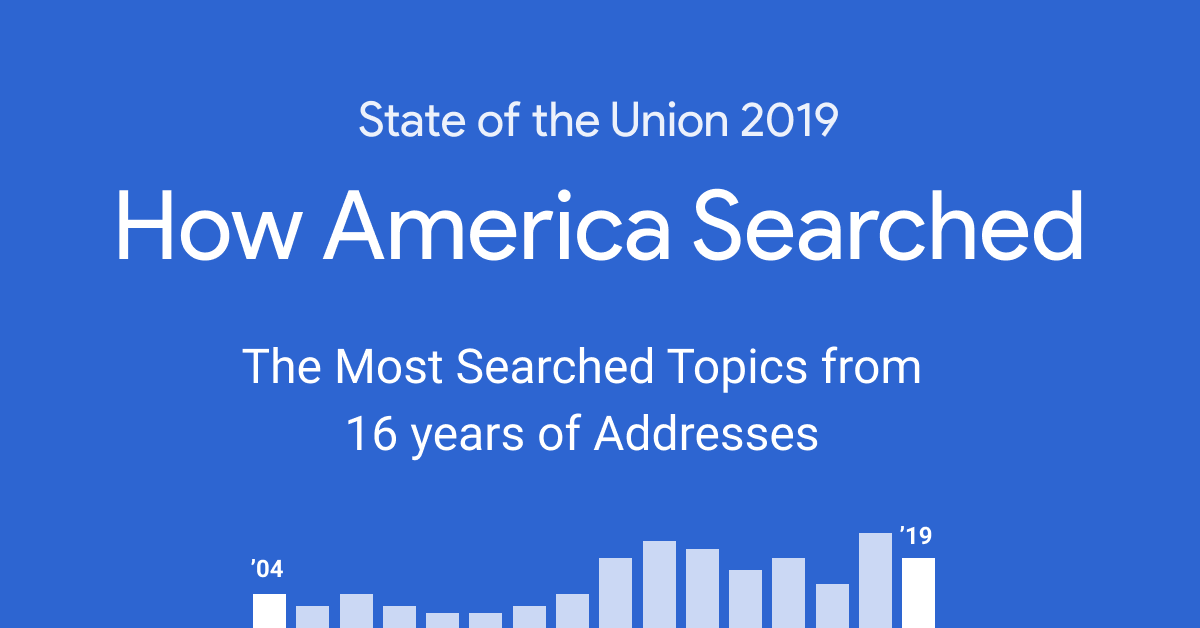 State of the Union 2019
How America Searched
The Most Searched Topics from
16 years of Addresses
’04
’19